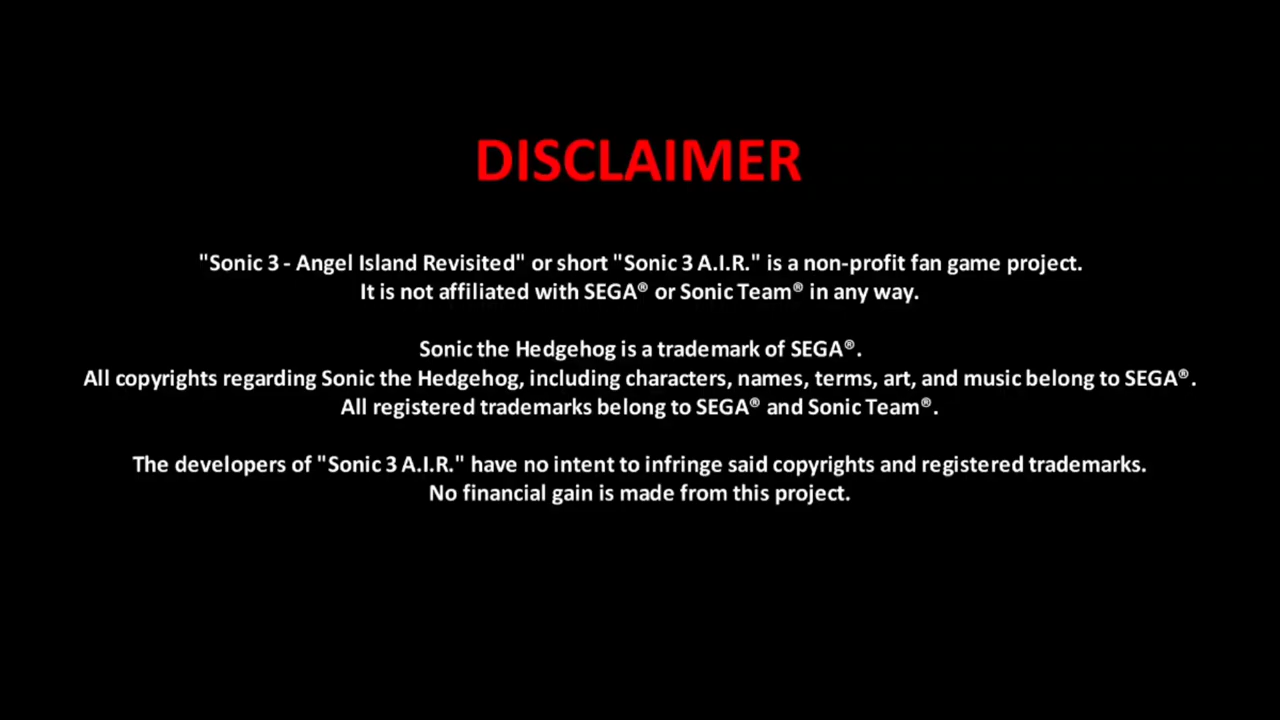 DISCLAIMER
"Sonic 3 - Angel Island Revisited" or short "Sonic 3 A.I.R." is a non-profit fan game project.
It is not affiliated with SEGA® or Sonic Team® in any way.
Sonic the Hedgehog is a trademark of SEGA®.
All copyrights regarding Sonic the Hedgehog, including characters, names, terms, art, and music belong to SEGA®.
All registered trademarks belong to SEGA® and Sonic Team®.
The developers of "Sonic 3 A.I.R." have no intent to infringe said copyrights and registered trademarks.
No financial gain is made from this project.